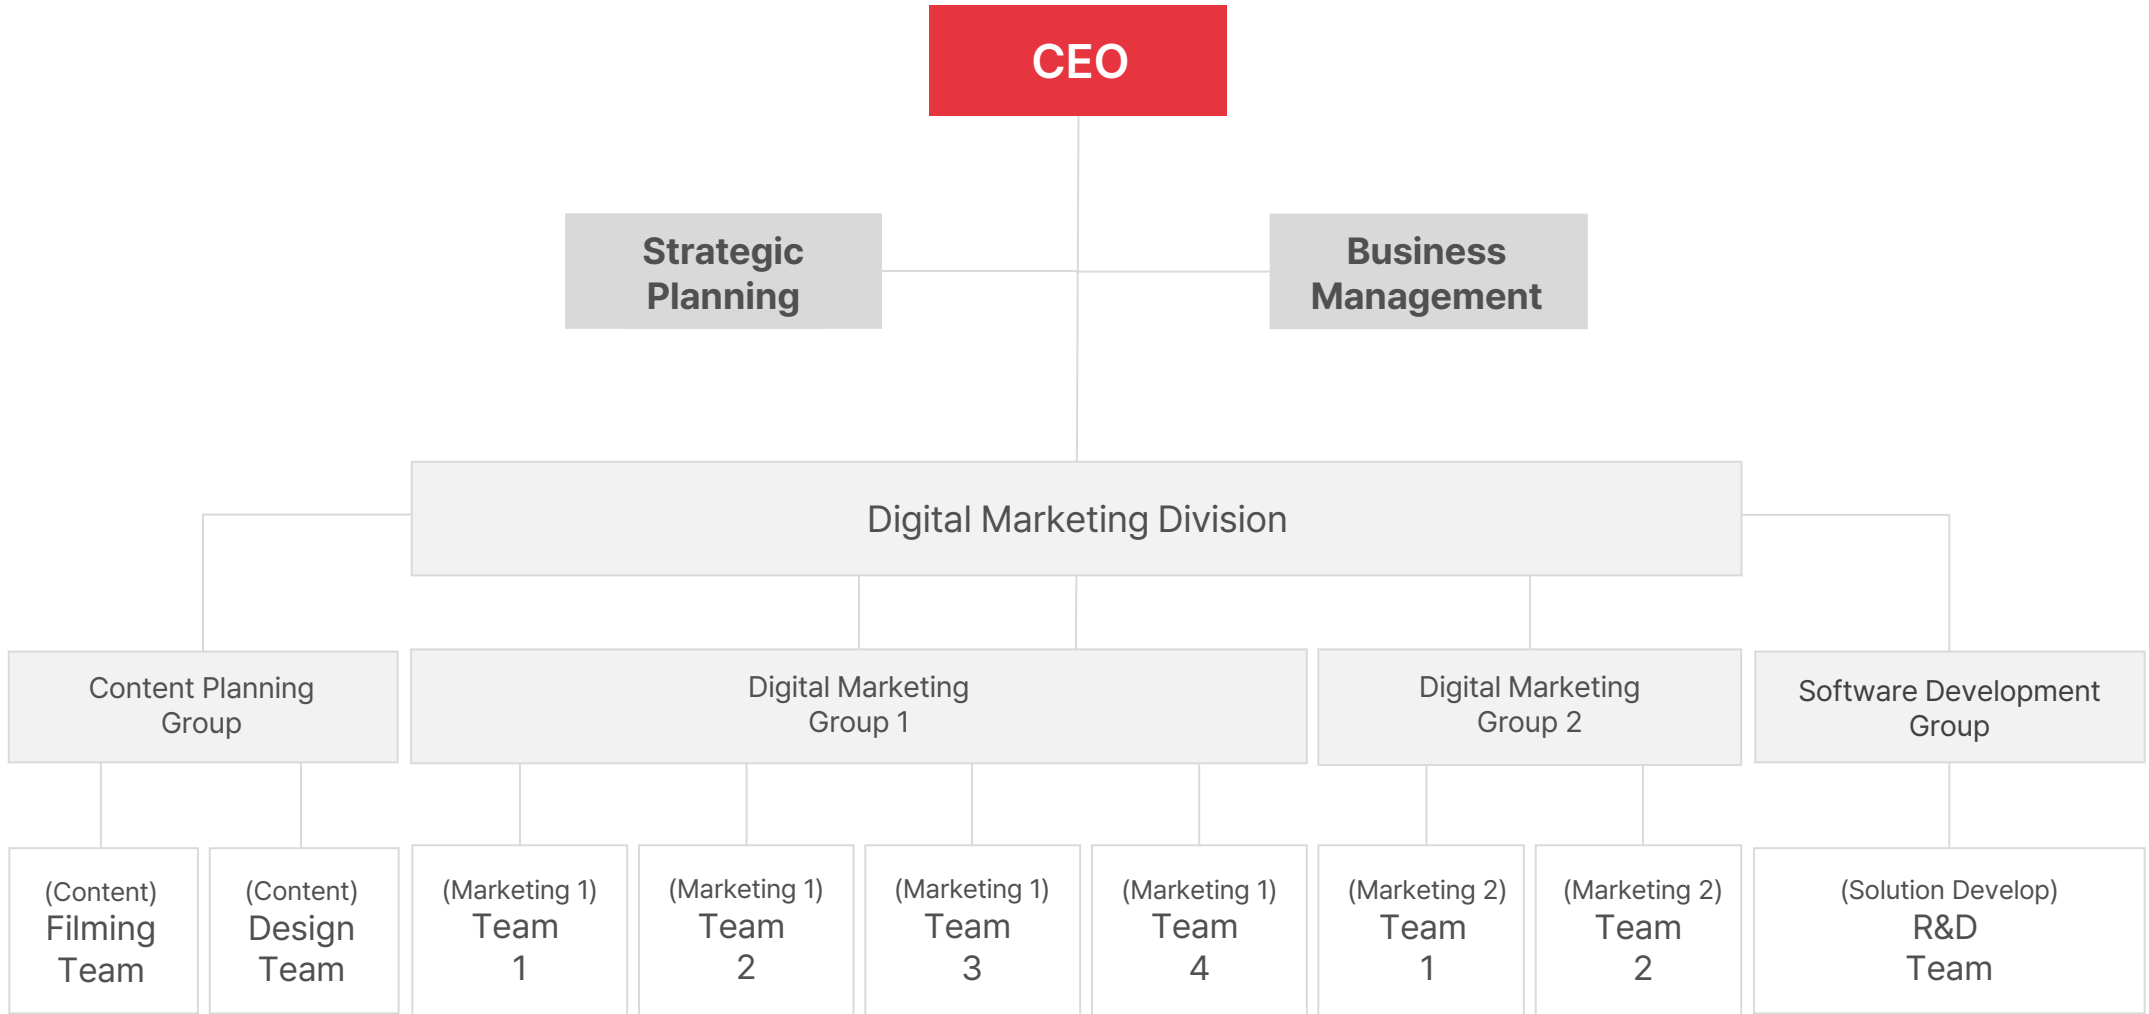 CEO
Strategic
Planning
Business
Management
Digital Marketing Division
Content Planning
Group
Digital Marketing
Group 1
Digital Marketing
Group 2
Software Development
Group
(Content)
Filming
Team
(Content)
Design
Team
(Marketing 1)
Team
1
(Marketing 1)
Team
2
(Marketing 1)
Team
3
(Marketing 1)
Team
4
(Marketing 2)
Team
1
(Marketing 2)
Team
2
(Solution Develop)
R&D
Team